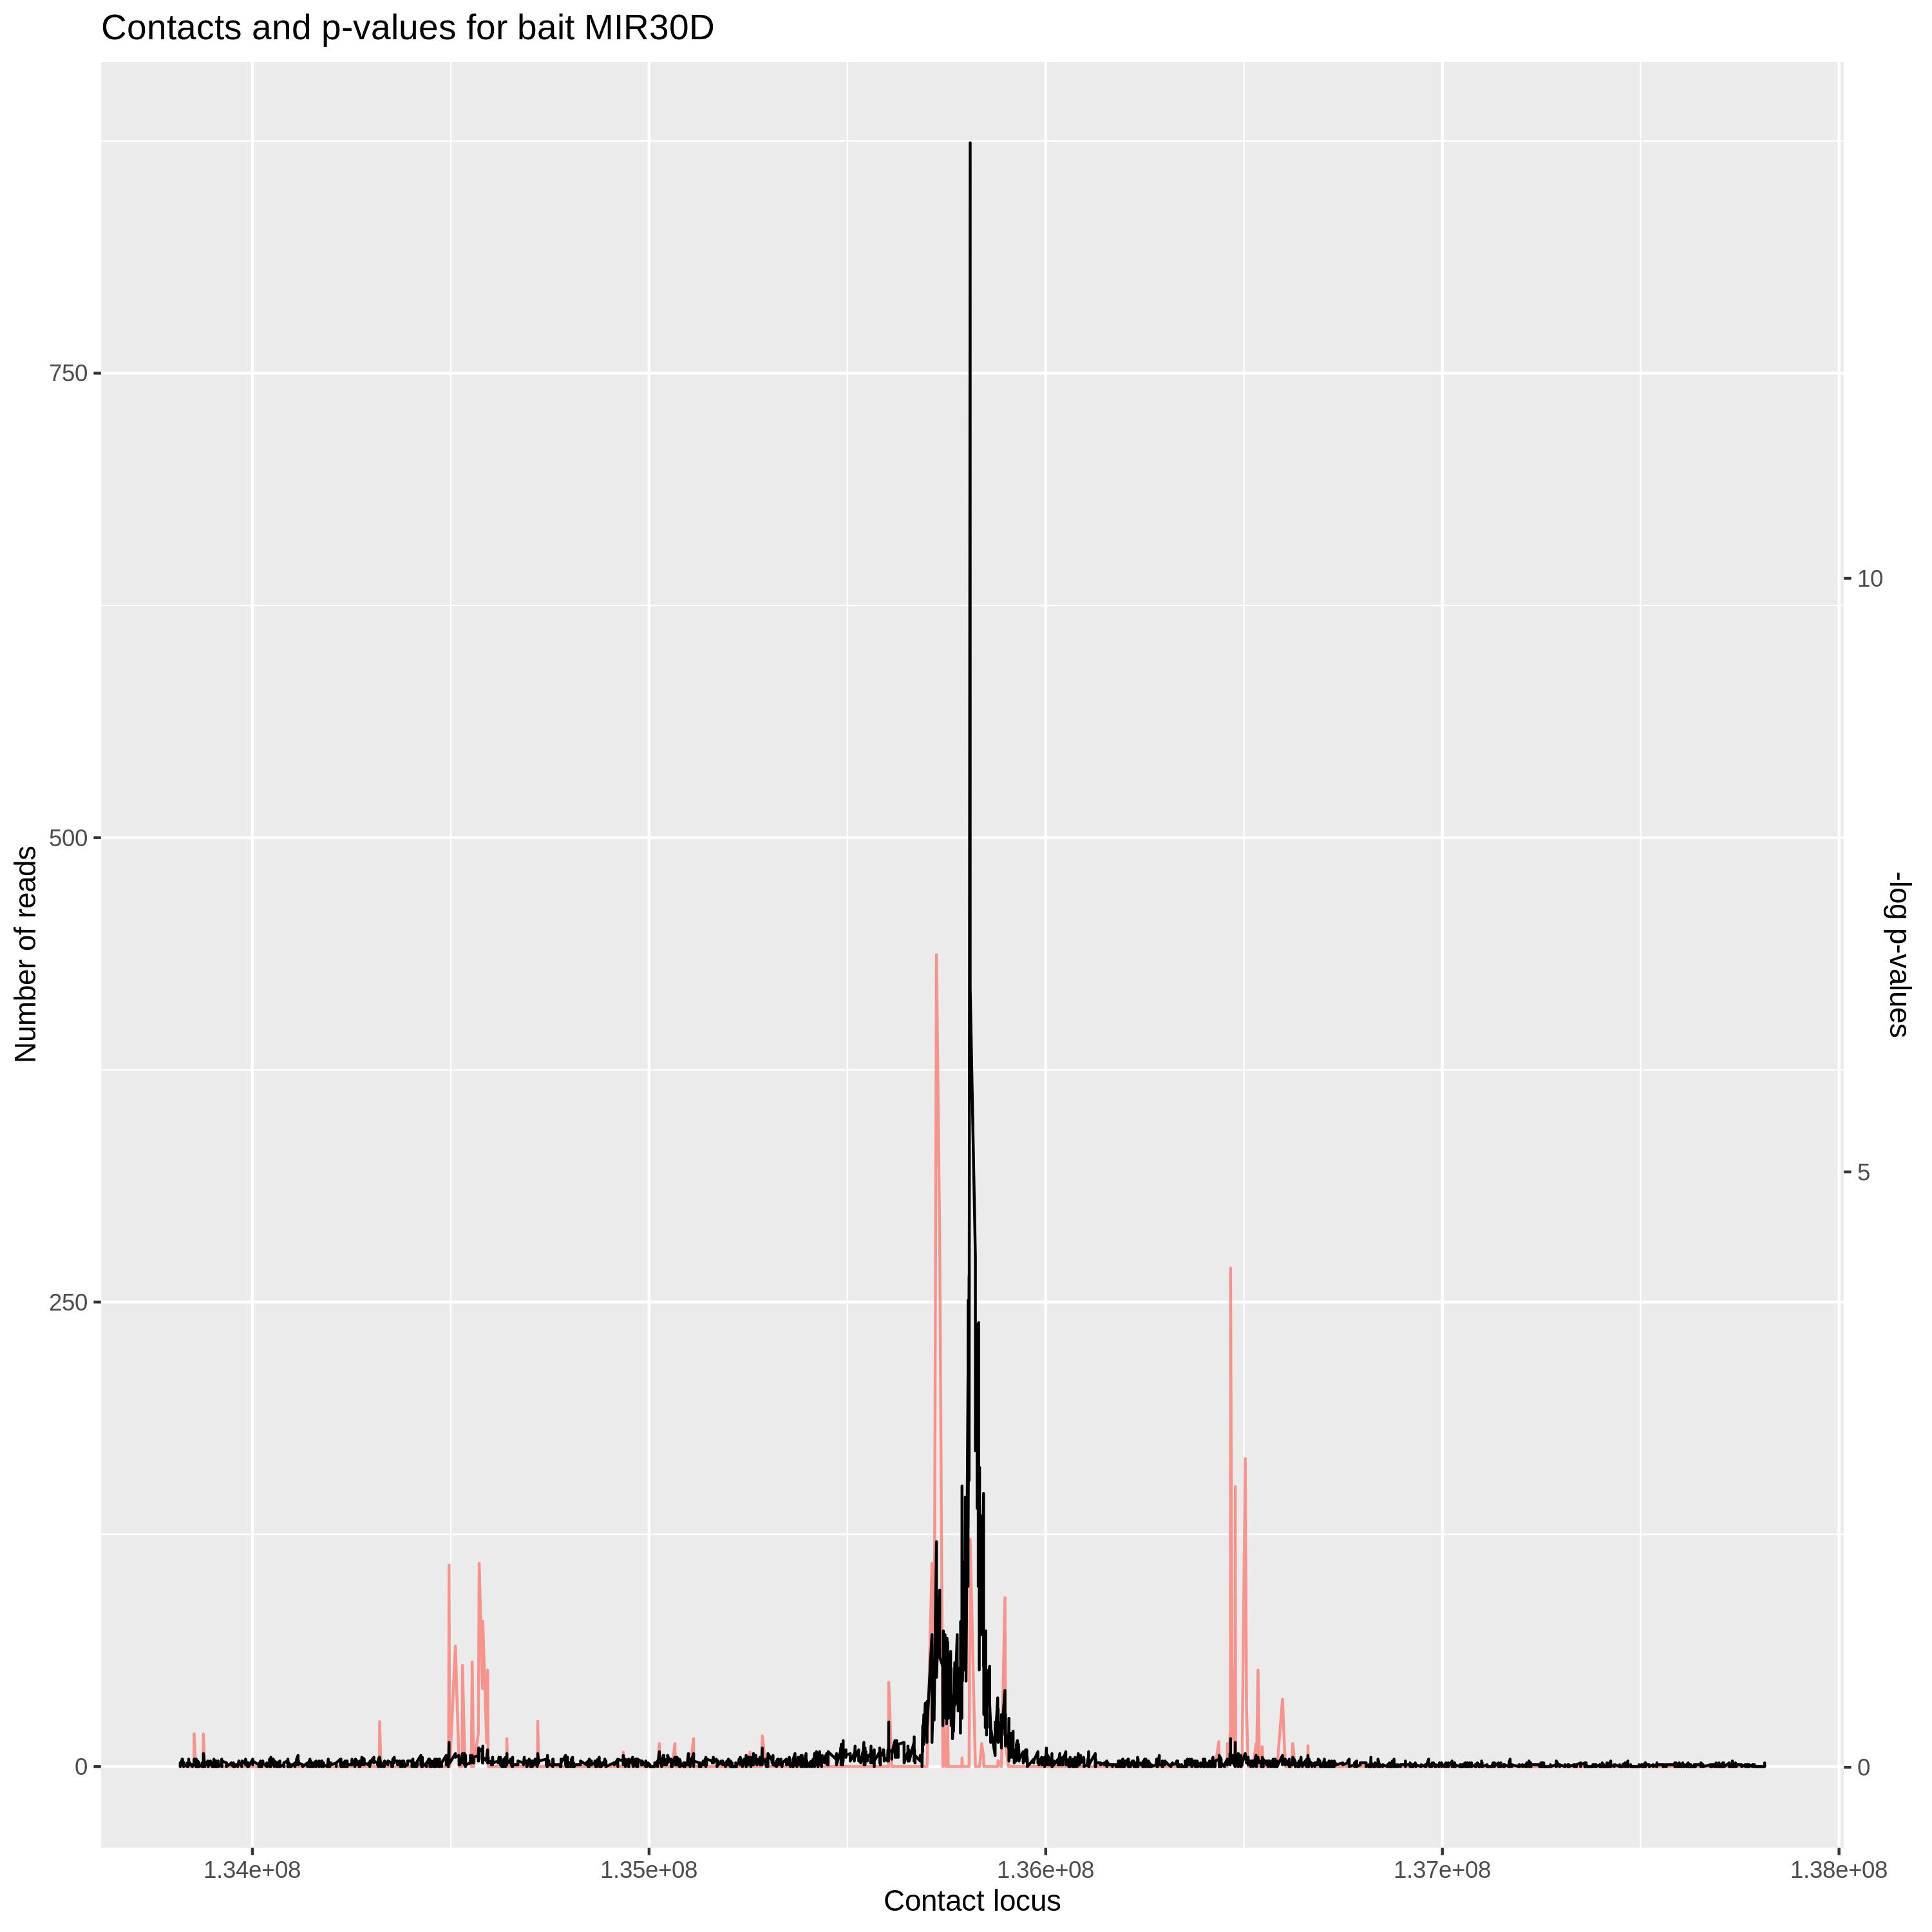 Contacts and p-values for bait MIR30D
Number of reads
750
500
250
0
10
5
0
-log p-values
1.34e+08 1.35e+08 1.36e+08 1.37e+08 1.38e+08
Contact locus